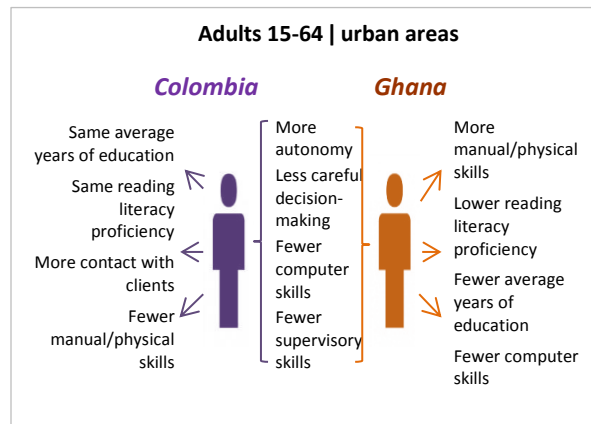 Adults 15-64 | urban areas
Colombia
Ghana
Same average
years of education
Same reading
literacy
proficiency
More contact with
clients
Fewer
manual/physical
skills
More
autonomy
Less careful
decision-
making
Fewer
computer
skills
Fewer
supervisory
skills
More
manual/physical
skills
Lower reading
literacy
proficiency
Fewer average
years of
education
Fewer computer
skills